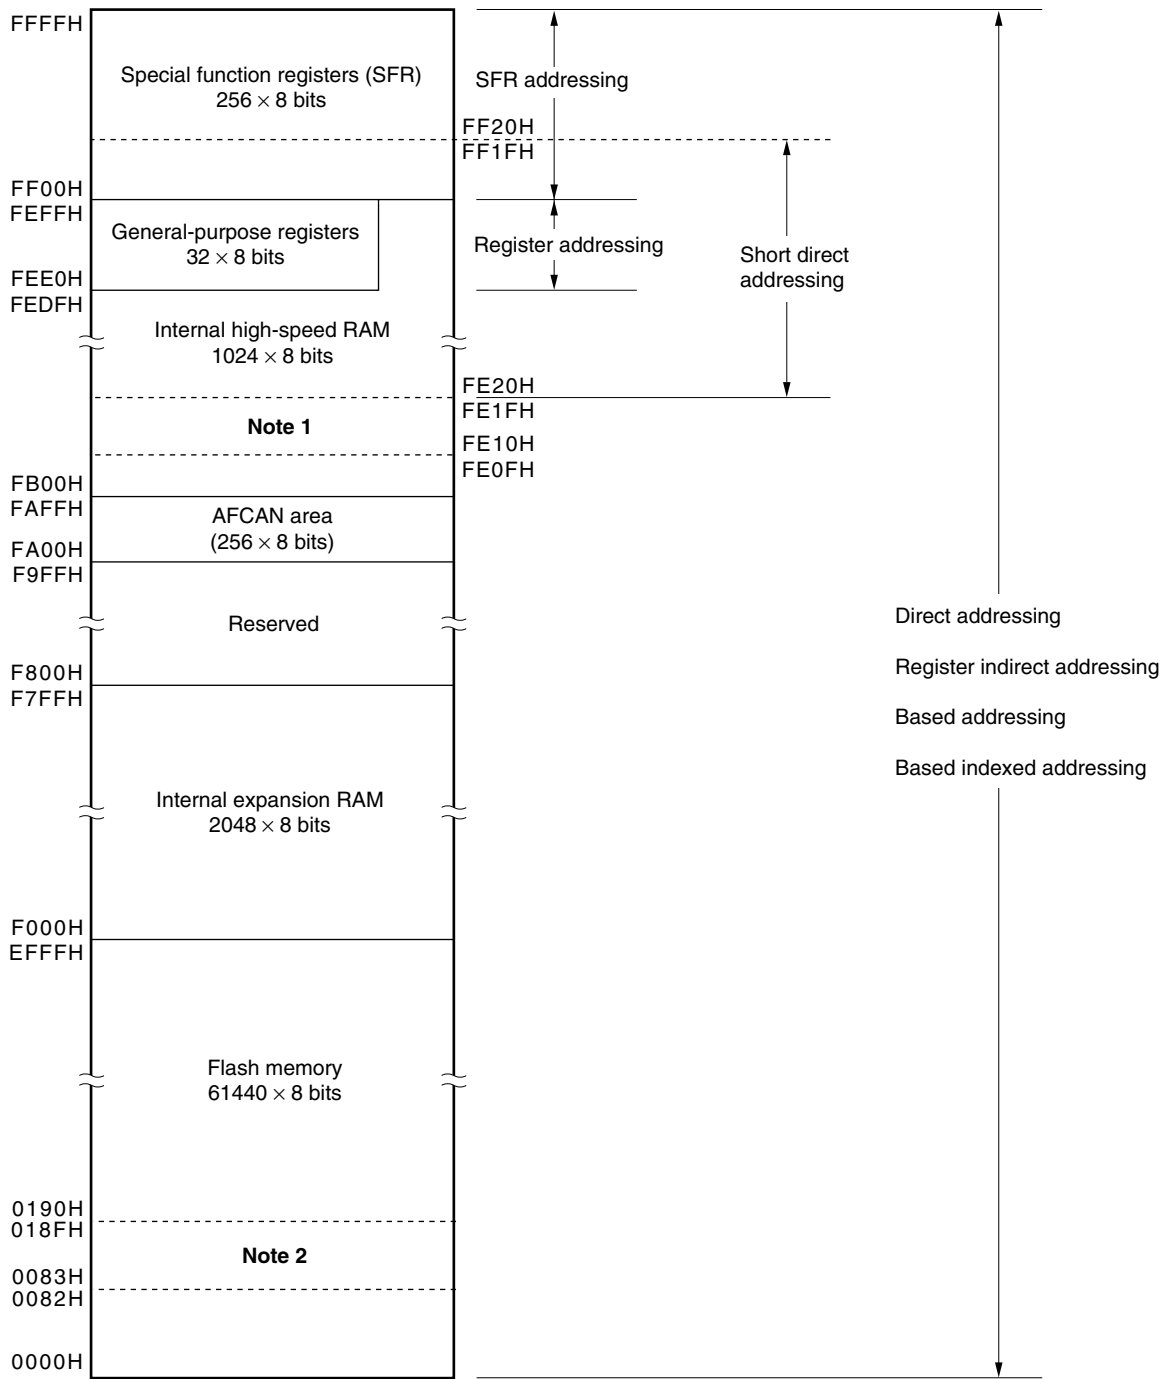 FFFFH
Special function registers (SFR)
256 × 8 bits
SFR addressing
FF20H
FF1FH
FF00H
FEFFH
General-purpose registers
32 × 8 bits
Register addressing
Short direct
addressing
FEE0H
FEDFH
Internal high-speed RAM
1024 × 8 bits
FE20H
FE1FH
Note 1
FE10H
FE0FH
FB00H
FAFFH
AFCAN area
(256 × 8 bits)
FA00H
F9FFH
Reserved
Direct addressing
Register indirect addressing
Based addressing
Based indexed addressing
F800H
F7FFH
Internal expansion RAM
2048 × 8 bits
F000H
EFFFH
Flash memory
61440 × 8 bits
0190H
018FH
Note 2
0083H
0082H
0000H